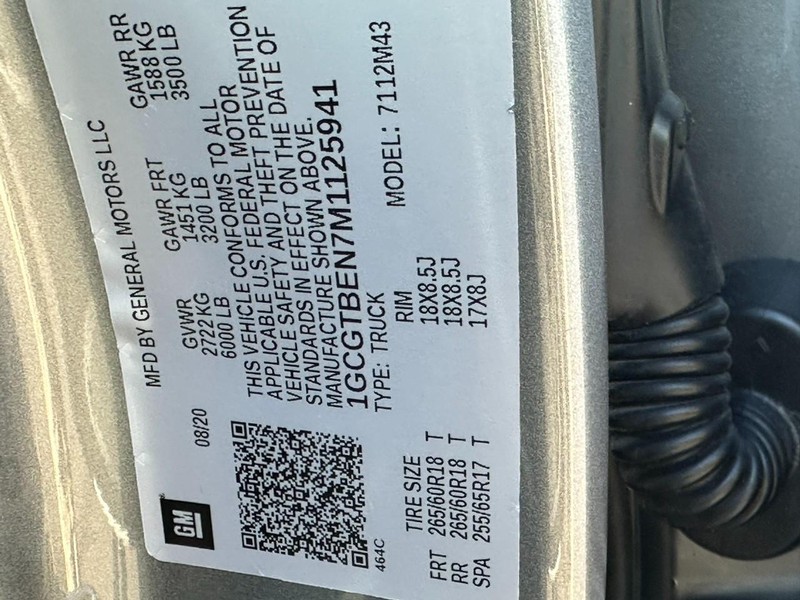 GM
08/20
MFD BY GENERAL MOTORS LLC
GVWR GAWR FRT GAWR RR
2722 KG 1451 KG 1588 KG
6000 LB 3200 LB 3500 LB
THIS VEHICLE CONFORMS TO ALL
APPLICABLE U.S. FEDERAL MOTOR
VEHICLE SAFETY AND THEFT PREVENTION
STANDARDS IN EFFECT ON THE DATE OF
MANUFACTURE SHOWN ABOVE.
1GCGTBEN7M1125941
TYPE: TRUCK MODEL: 7112M43
464C
TIRE SIZE RIM
FRT 265/60R18 T 18X8.5J
RR 265/60R18 T 18X8.5J
SPA 255/65R17 T 17X8J